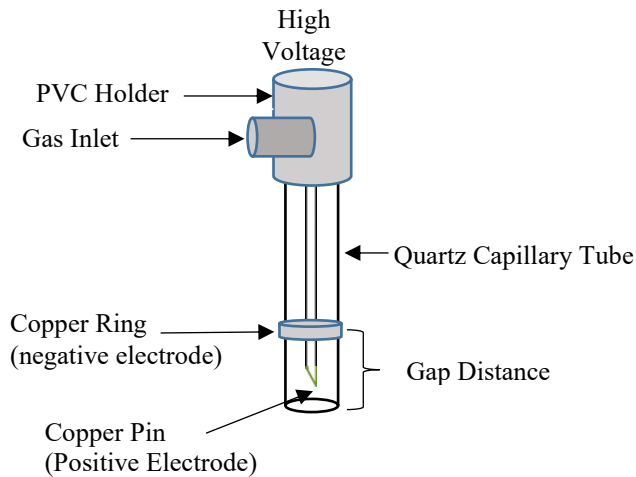 High
Voltage
PVC Holder
Gas Inlet
Quartz Capillary Tube
Copper Ring
(negative electrode)
Gap Distance
Copper Pin
(Positive Electrode)